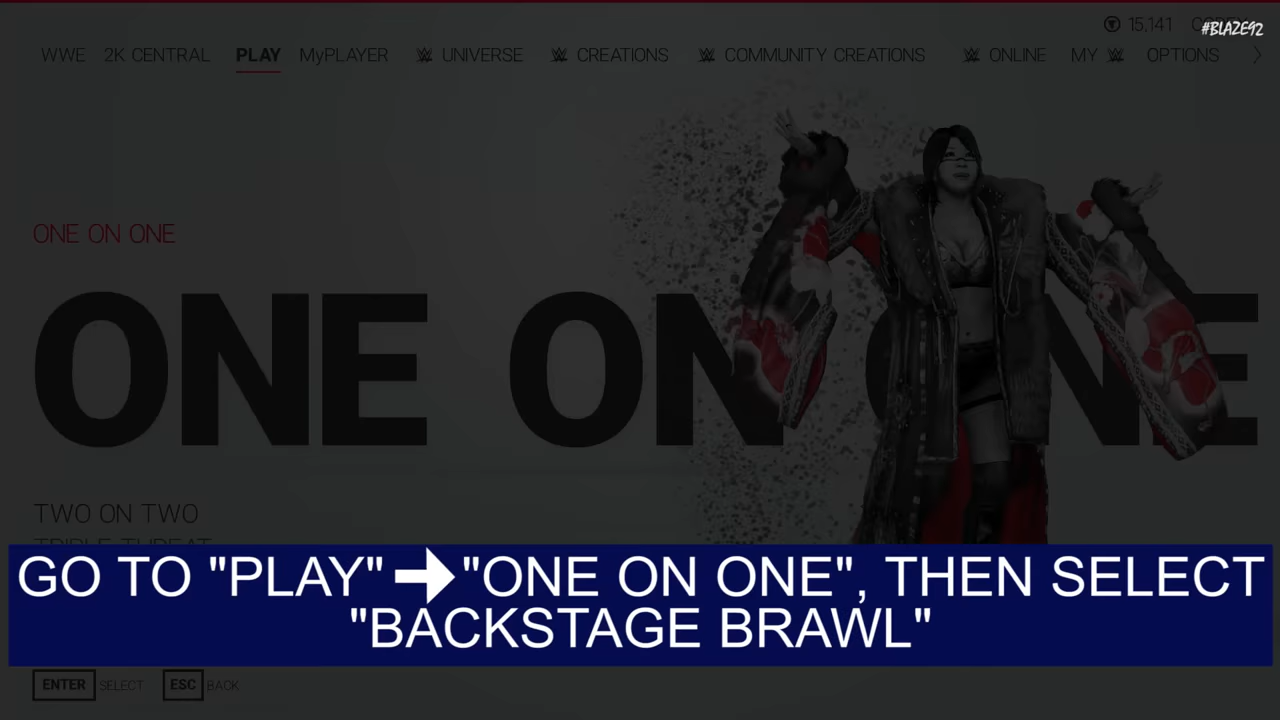 #BLAZE92
15,141
WWE 2K CENTRAL PLAY MyPLAYER UNIVERSE CREATIONS COMMUNITY CREATIONS ONLINE MY OPTIONS
ONE ON ONE
ONE ON ONE
TWO ON TWO
TRIPLE THREAT
GO TO "PLAY" ➡ "ONE ON ONE", THEN SELECT
"BACKSTAGE BRAWL"
ENTER SELECT ESC BACK